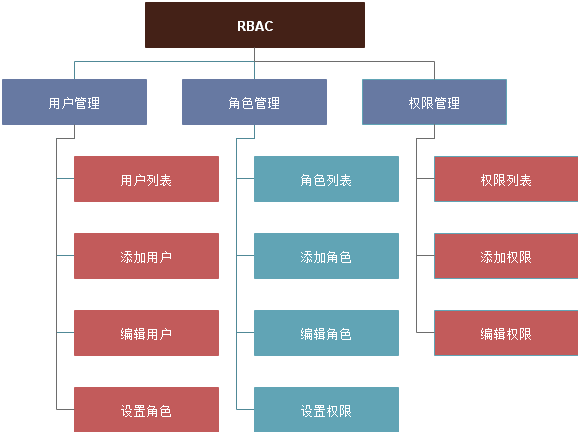 RBAC
用户管理
角色管理
权限管理
用户列表
角色列表
权限列表
添加用户
添加角色
添加权限
编辑用户
编辑角色
编辑权限
设置角色
设置权限